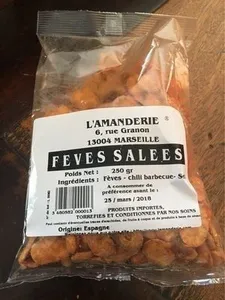 L'AMANDERIE ®
6, rue Granon
13004 MARSEILLE
FEVES SALEES
Poids Net : 250 gr
Ingrédients : Fèves - chili barbecue- Se
A consommer de
préférence avant le :
25 / mars / 2018
PRODUITS IMPORTES,
TORREFIES ET CONDITIONNES PAR NOS SOINS
Origine: Espagne